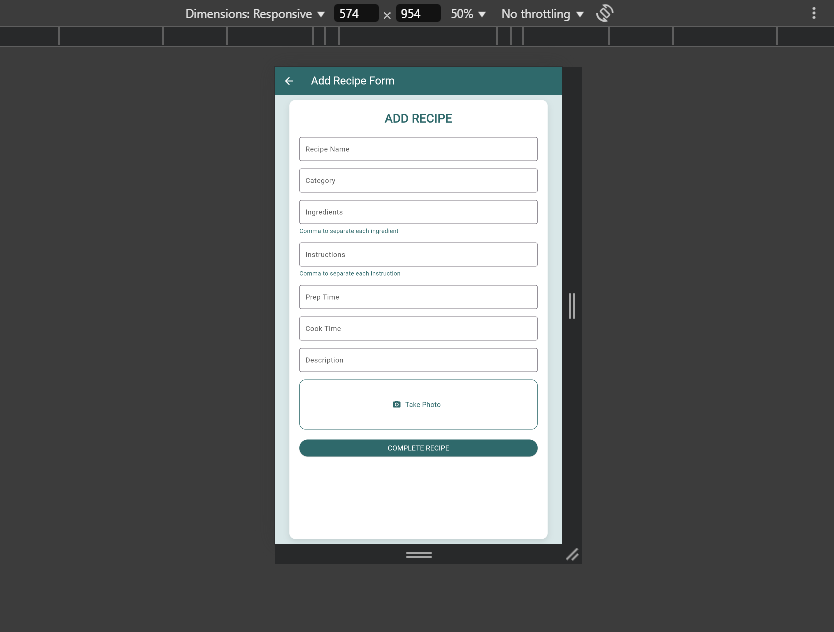 Dimensions: Responsive ▼ 574 × 954 50% ▼ No throttling ▼
Add Recipe Form
ADD RECIPE
Recipe Name
Category
Ingredients
Comma to separate each ingredient
Instructions
Comma to separate each instruction
Prep Time
Cook Time
Description
Take Photo
COMPLETE RECIPE